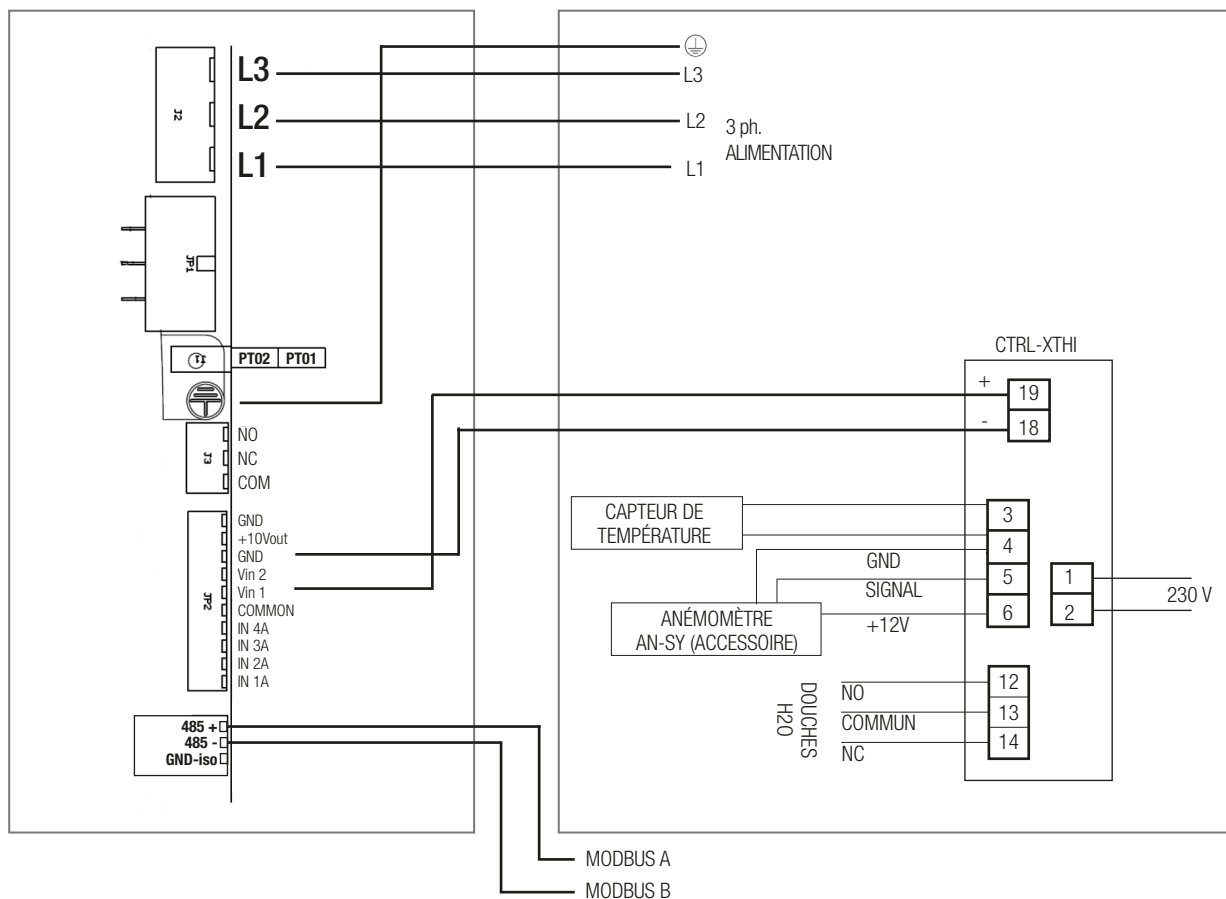 L3
L2
L1
J2
L3
L2
L1
3 ph.
ALIMENTATION
JP1
J1
PT02
PT01
J3
NO
NC
COM
JP2
GND
+10Vout
GND
Vin 2
Vin 1
COMMON
IN 4A
IN 3A
IN 2A
IN 1A
485 +
485 -
GND-iso
CTRL-XTHI
+
19
-
18
CAPTEUR DE
TEMPÉRATURE
3
4
GND
5
SIGNAL
6
+12V
ANÉMOMÈTRE
AN-SY (ACCESSOIRE)
1
2
230 V
DOUCHES
H2O
12
NO
13
COMMUN
14
NC
MODBUS A
MODBUS B